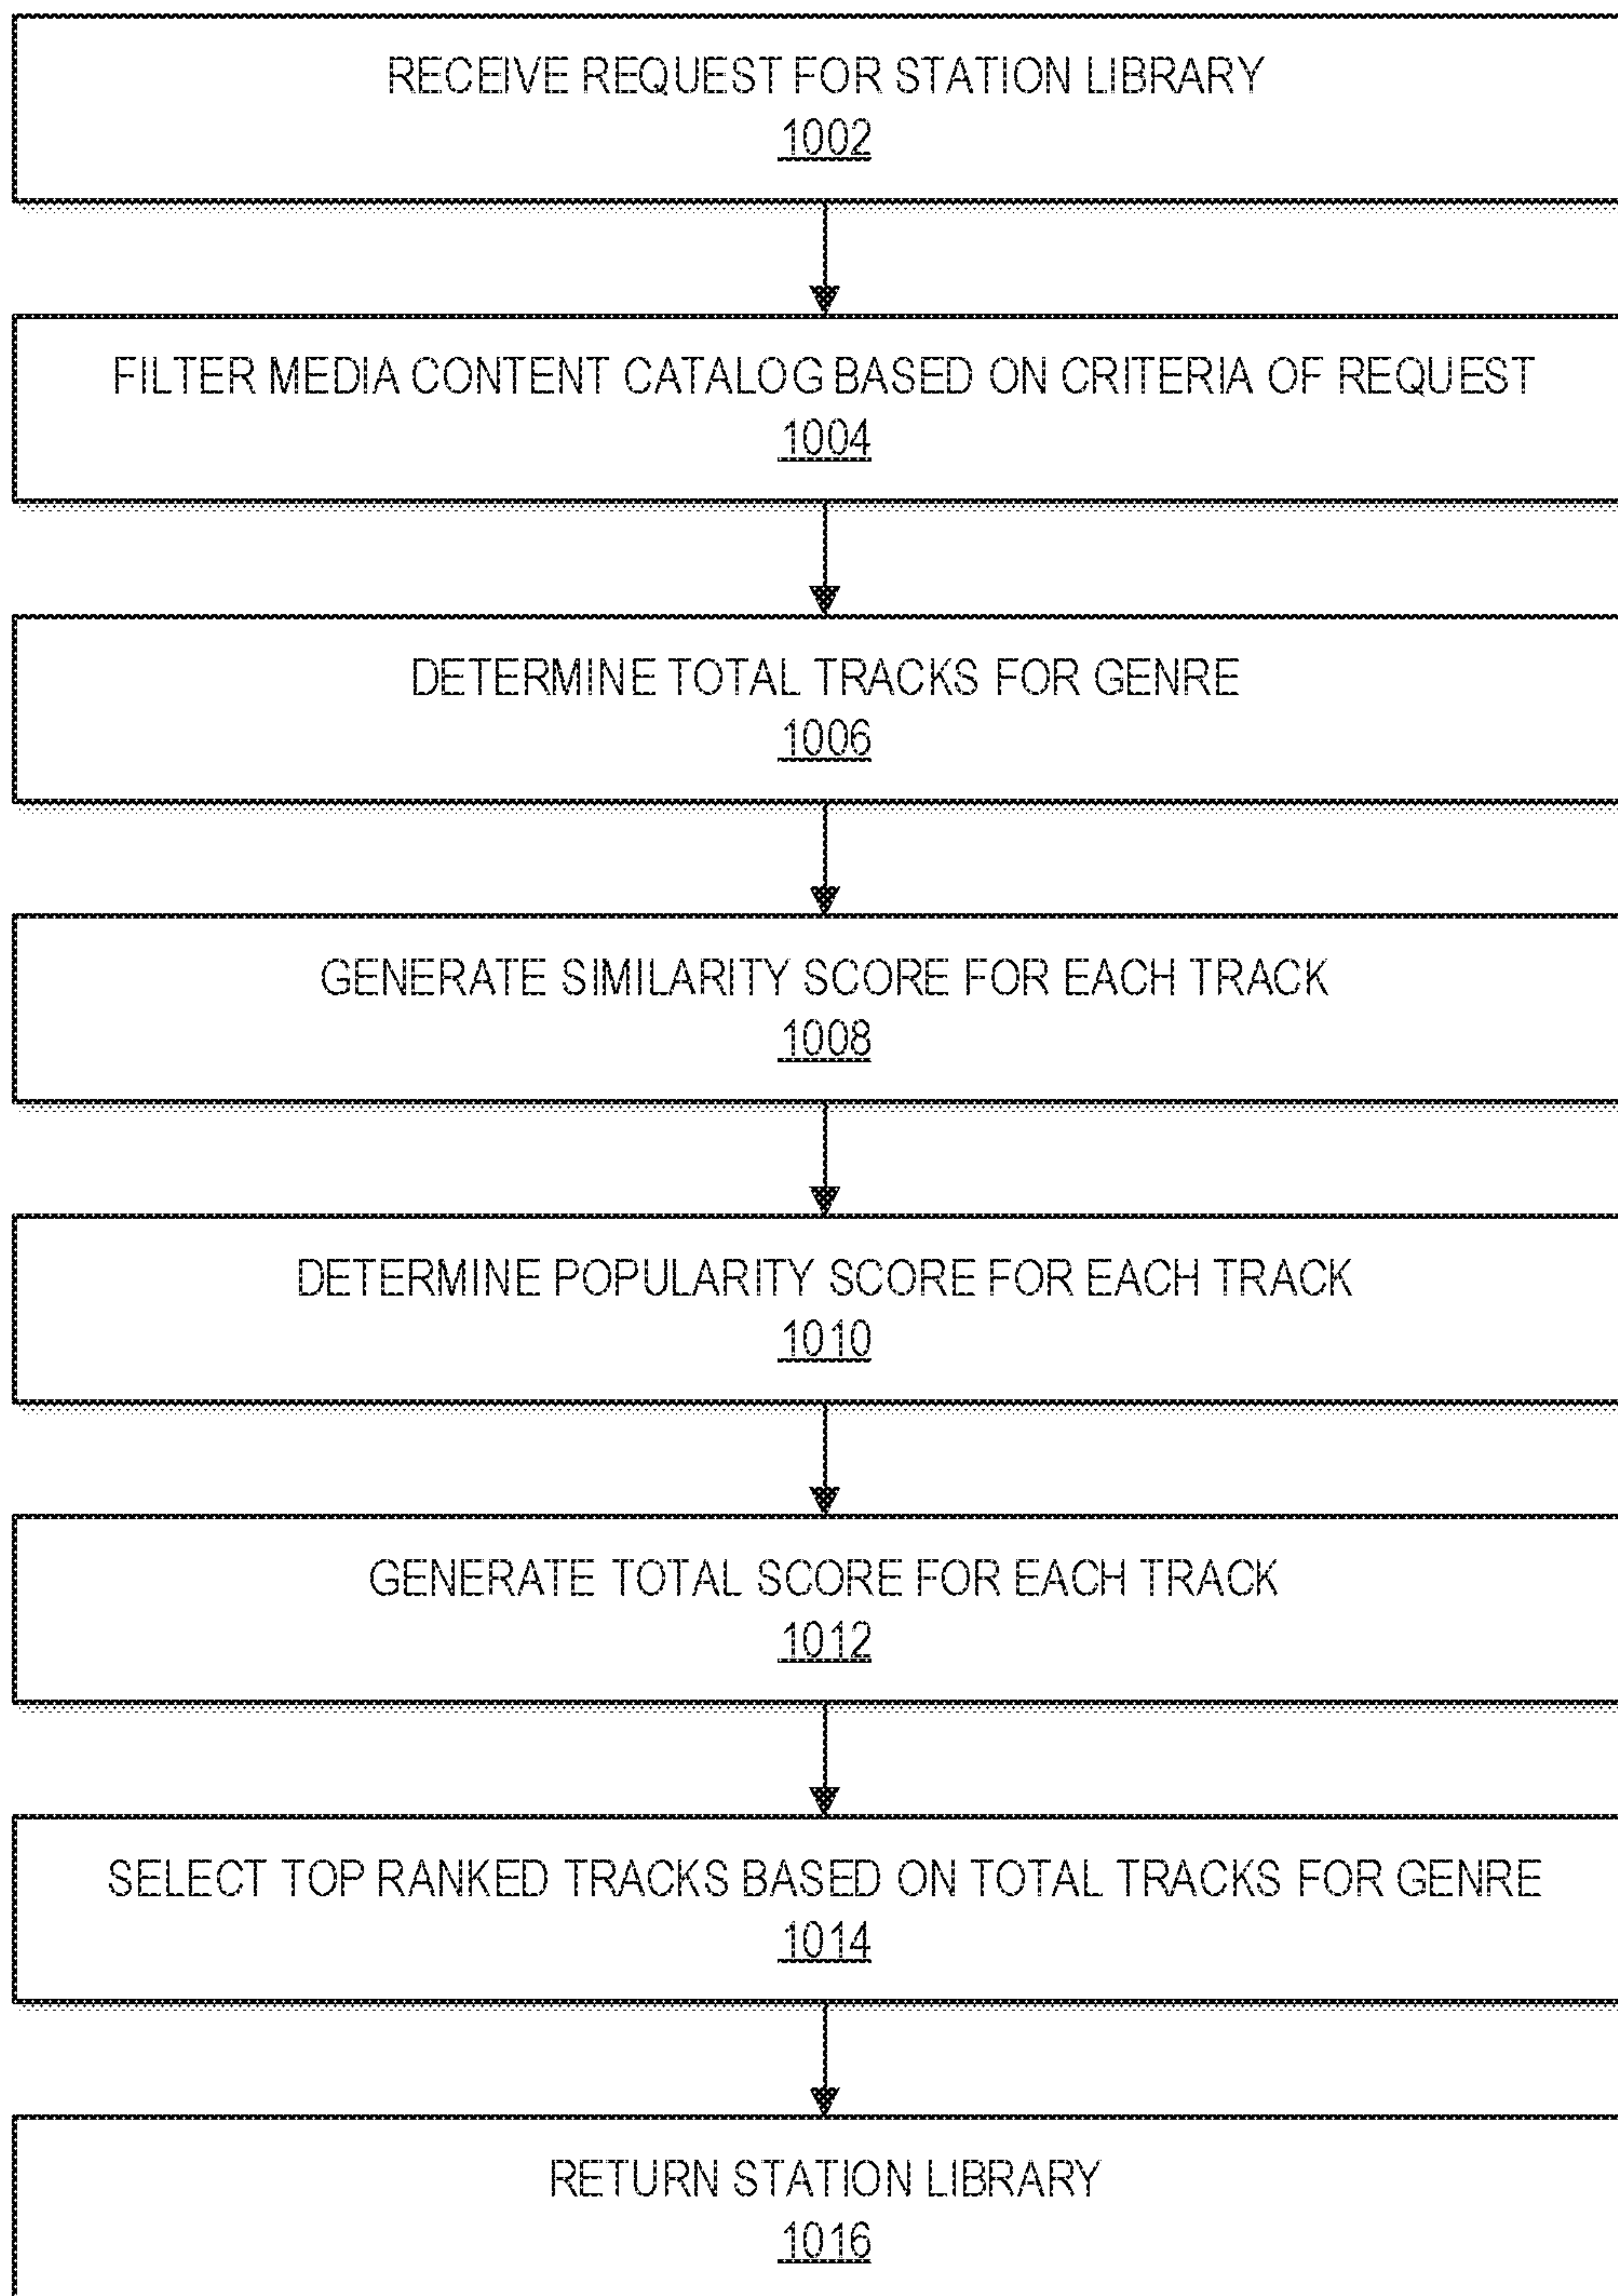 RECEIVE REQUEST FOR STATION LIBRARY
1002
FILTER MEDIA CONTENT CATALOG BASED ON CRITERIA OF REQUEST
1004
DETERMINE TOTAL TRACKS FOR GENRE
1006
GENERATE SIMILARITY SCORE FOR EACH TRACK
1008
DETERMINE POPULARITY SCORE FOR EACH TRACK
1010
GENERATE TOTAL SCORE FOR EACH TRACK
1012
SELECT TOP RANKED TRACKS BASED ON TOTAL TRACKS FOR GENRE
1014
RETURN STATION LIBRARY
1016